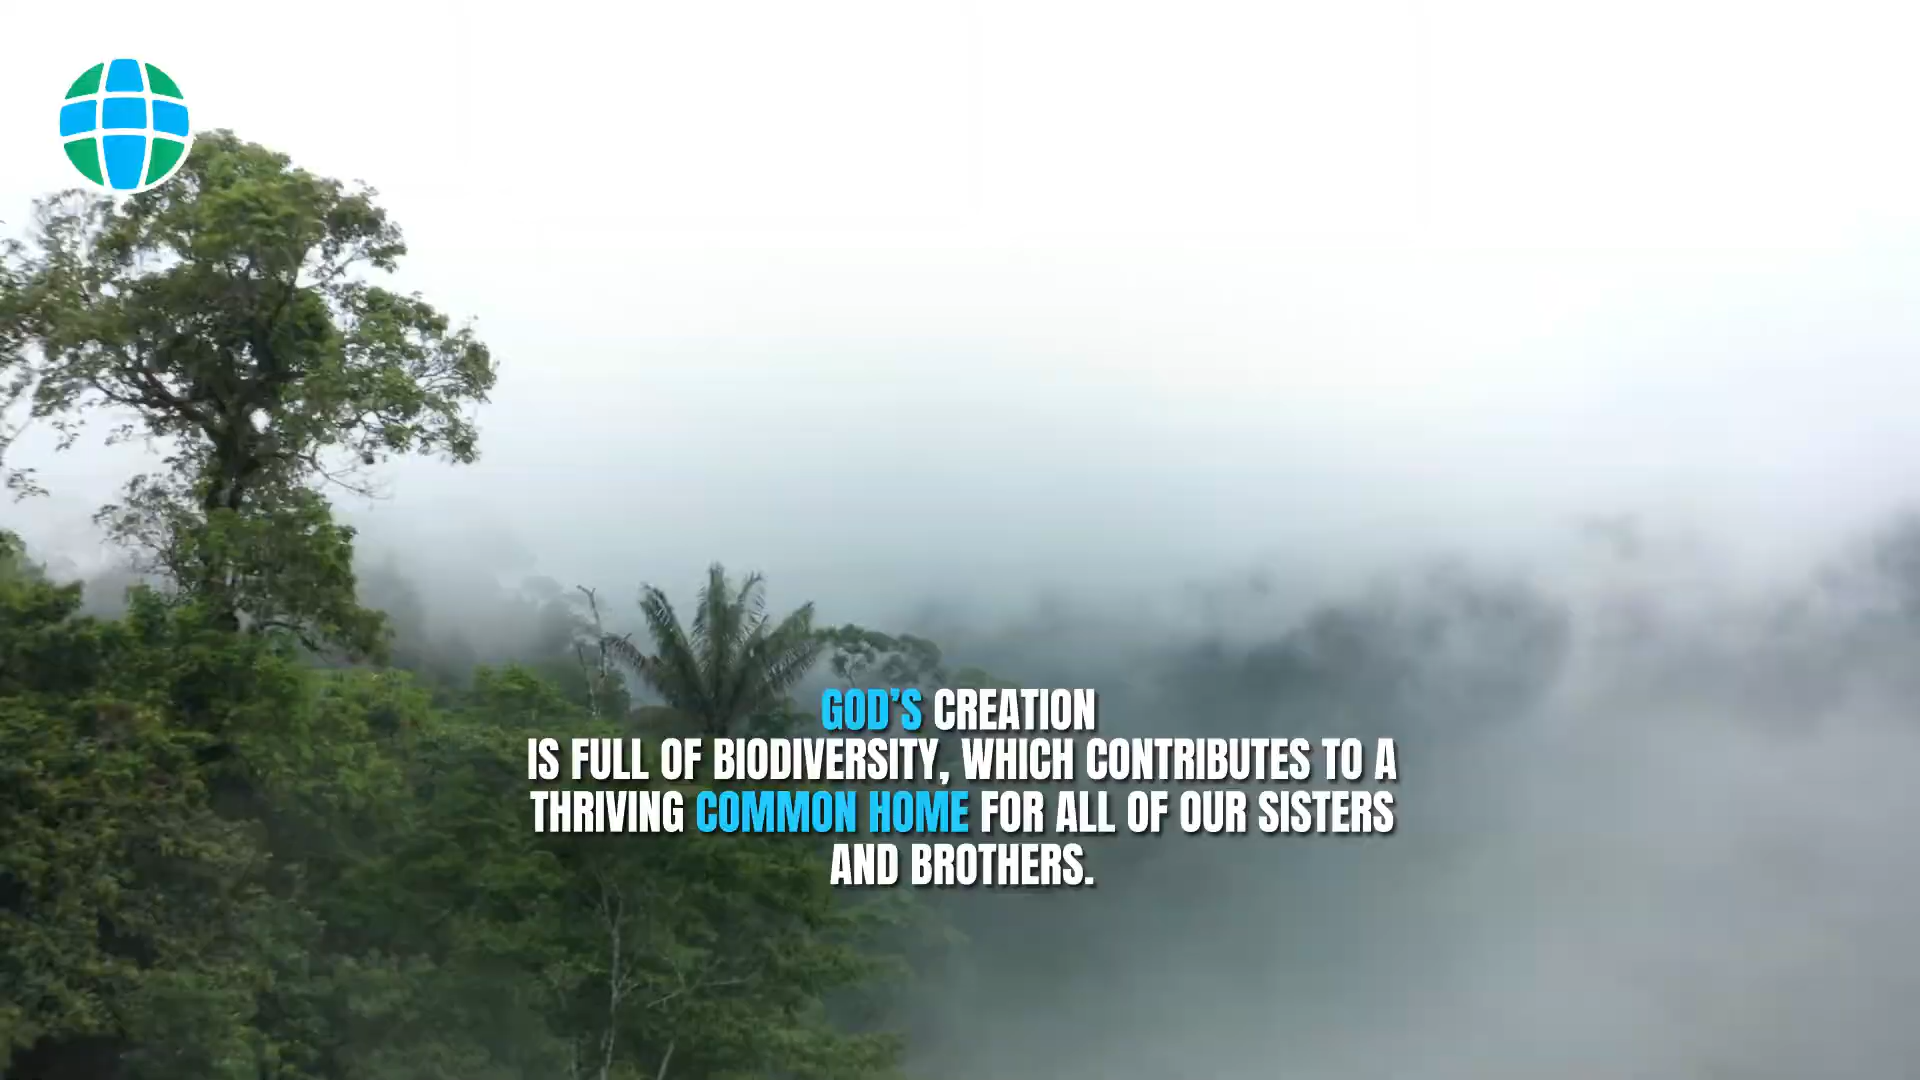 GOD'S CREATION
IS FULL OF BIODIVERSITY, WHICH CONTRIBUTES TO A
THRIVING COMMON HOME FOR ALL OF OUR SISTERS
AND BROTHERS.